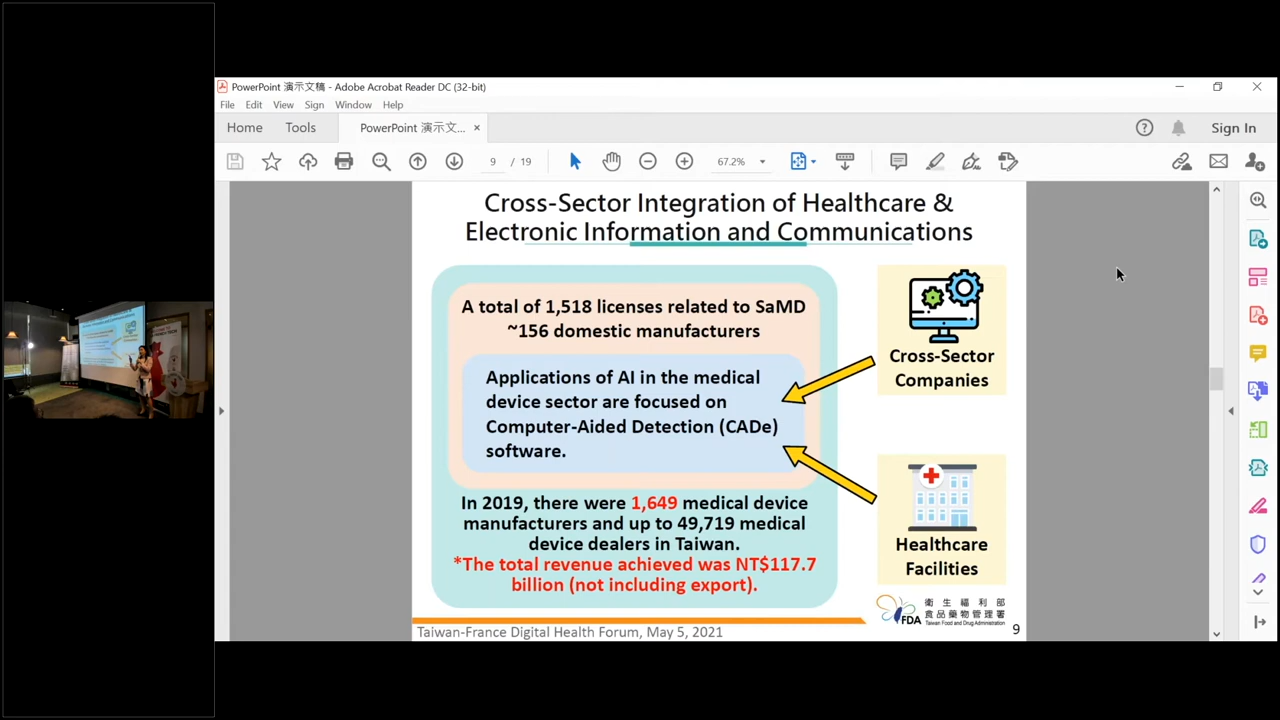 PowerPoint 演示文稿 - Adobe Acrobat Reader DC (32-bit)
File Edit View Sign Window Help
Home Tools PowerPoint 演示文... × Sign In
9 / 19 67.2%
Cross-Sector Integration of Healthcare &
Electronic Information and Communications
A total of 1,518 licenses related to SaMD
~156 domestic manufacturers
Applications of AI in the medical
device sector are focused on
Computer-Aided Detection (CADe)
software.
In 2019, there were 1,649 medical device
manufacturers and up to 49,719 medical
device dealers in Taiwan.
*The total revenue achieved was NT$117.7
billion (not including export).
Cross-Sector
Companies
Healthcare
Facilities
FDA
衛生福利部
食品藥物管理署
Taiwan Food and Drug Administration
Taiwan-France Digital Health Forum, May 5, 2021
9